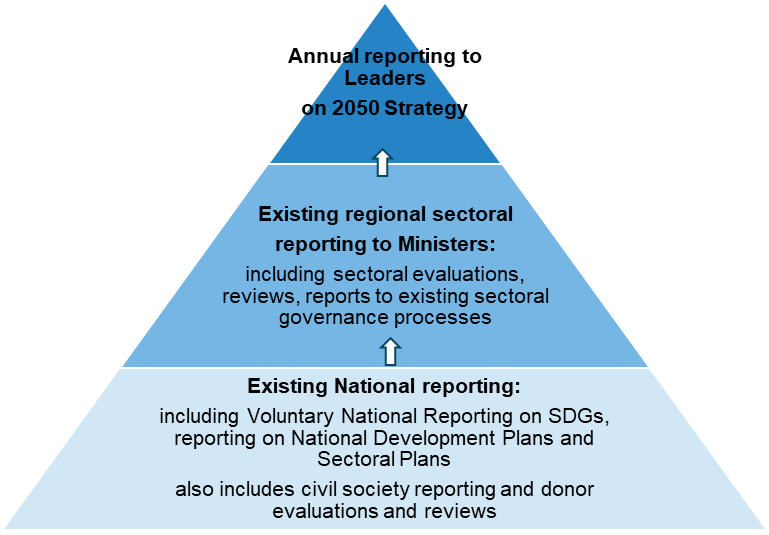 Annual reporting to
Leaders
on 2050 Strategy
Existing regional sectoral
reporting to Ministers:
including sectoral evaluations,
reviews, reports to existing sectoral
governance processes
Existing National reporting:
including Voluntary National Reporting on SDGs,
reporting on National Development Plans and
Sectoral Plans
also includes civil society reporting and donor
evaluations and reviews